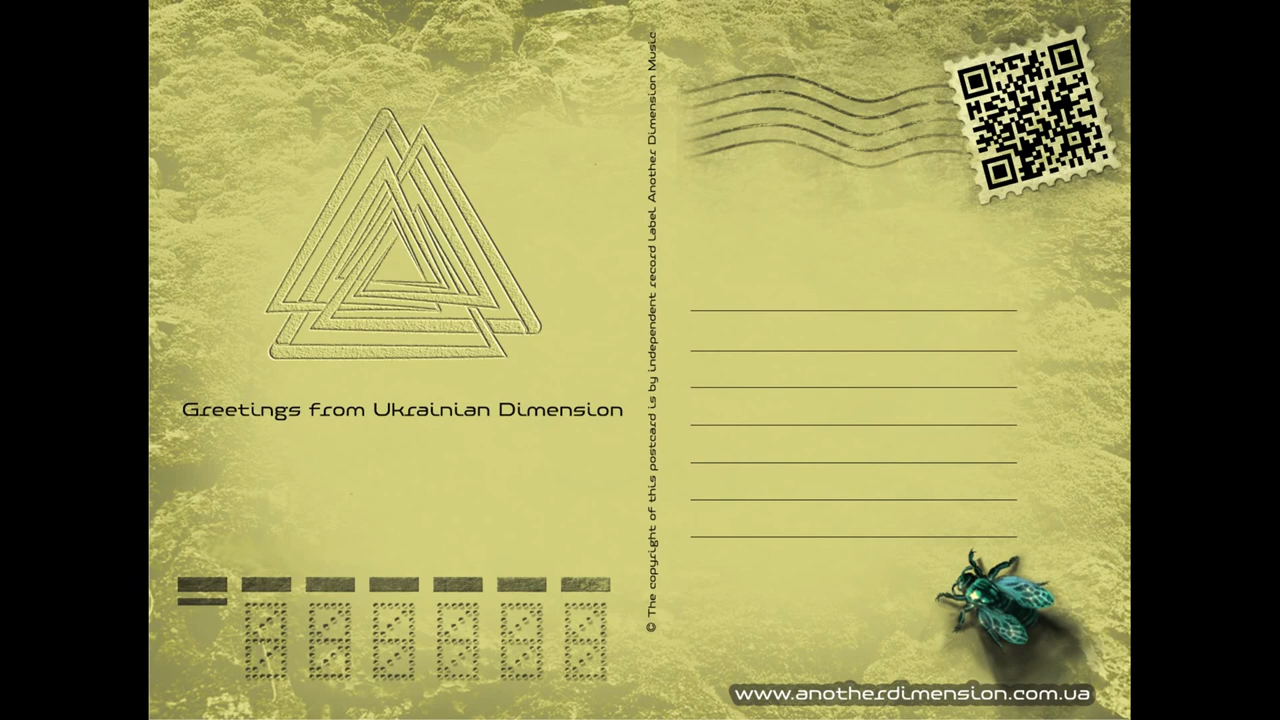 Greetings from Ukrainian Dimension
© The copyright of this postcard is by independent record label Another Dimension Music
www.anotherdimension.com.ua